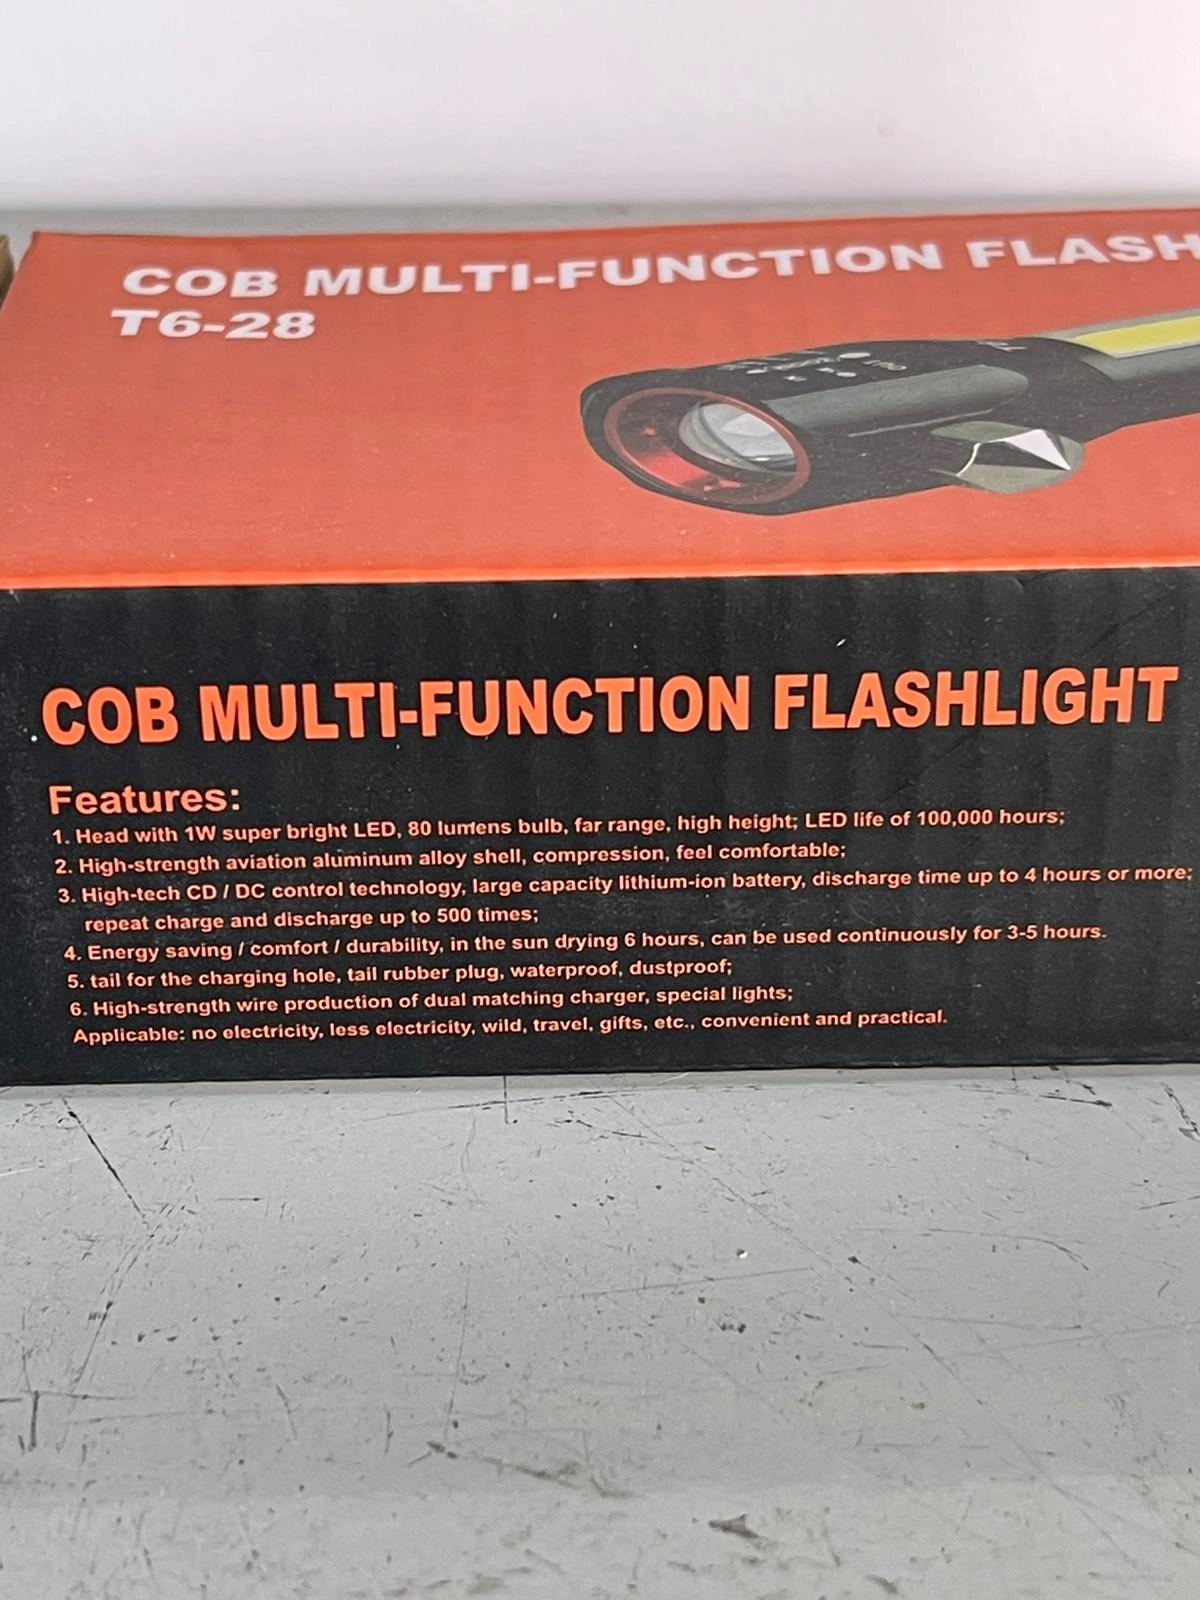 COB MULTI-FUNCTION FLASH
T6-28
COB MULTI-FUNCTION FLASHLIGHT
Features:
1. Head with 1W super bright LED, 80 lumens bulb, far range, high height; LED life of 100,000 hours;
2. High-strength aviation aluminum alloy shell, compression, feel comfortable;
3. High-tech CD / DC control technology, large capacity lithium-ion battery, discharge time up to 4 hours or more;
repeat charge and discharge up to 500 times;
4. Energy saving / comfort / durability, in the sun drying 6 hours, can be used continuously for 3-5 hours.
5. tail for the charging hole, tail rubber plug, waterproof, dustproof;
6. High-strength wire production of dual matching charger, special lights;
Applicable: no electricity, less electricity, wild, travel, gifts, etc., convenient and practical.